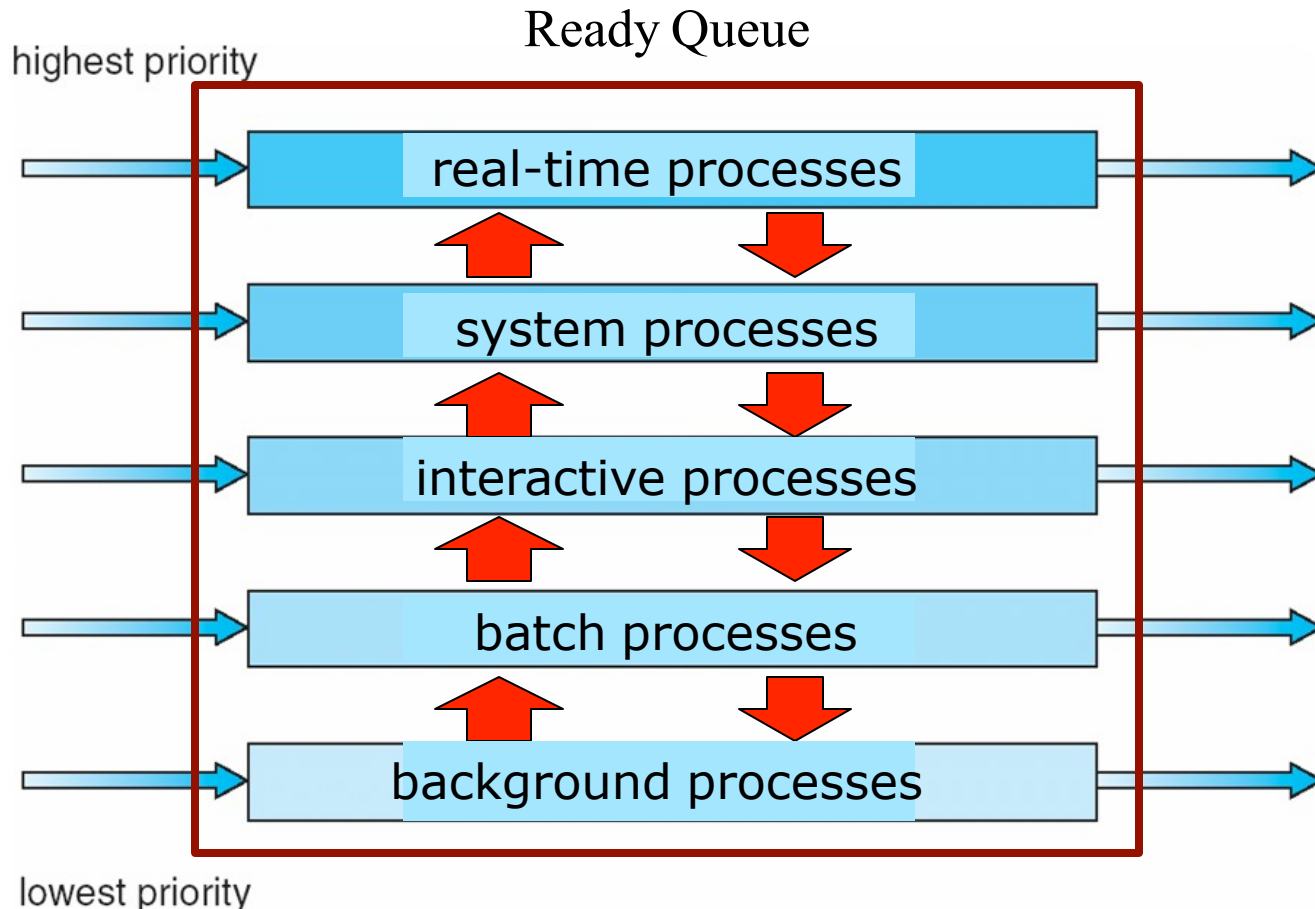 Ready Queue
highest priority
real-time processes
system processes
interactive processes
batch processes
background processes
lowest priority